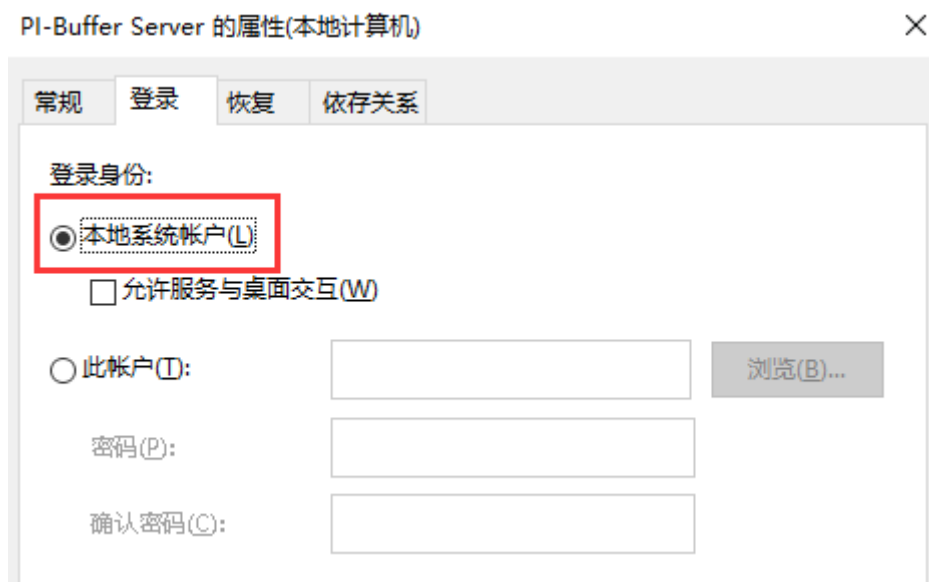 PI-Buffer Server 的属性(本地计算机)
常规 登录 恢复 依存关系
登录身份:
本地系统帐户(L)
允许服务与桌面交互(W)
此帐户(T): 浏览(B)...
密码(P):
确认密码(C):